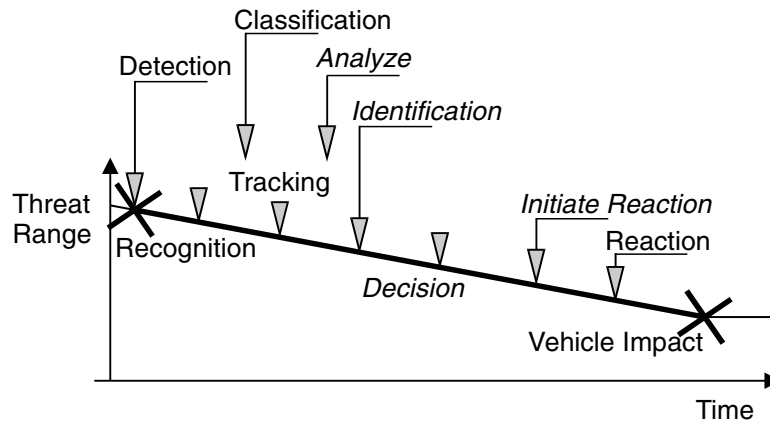 Classification
Analyze
Detection
Identification
Tracking
Threat
Range
Initiate Reaction
Recognition
Reaction
Decision
Vehicle Impact
Time